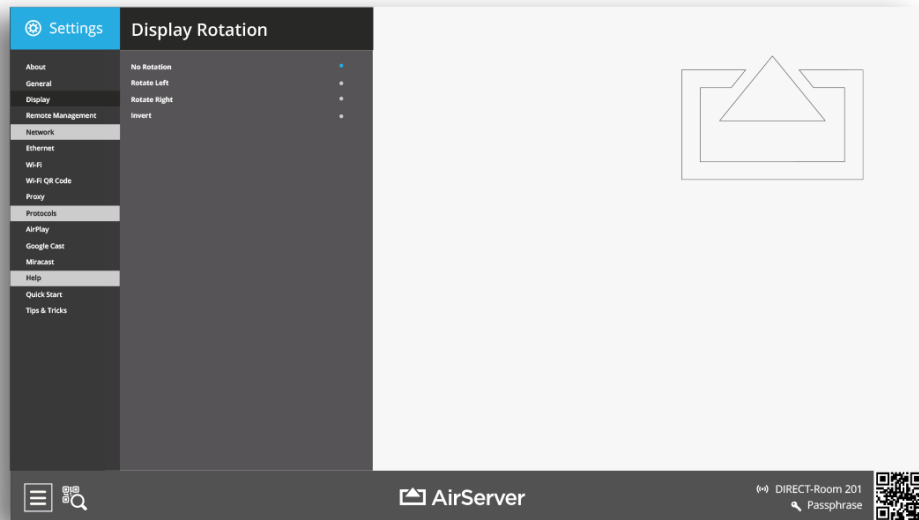 Settings
Display Rotation
About
General
Display
Remote Management
Network
Ethernet
Wi-Fi
Wi-Fi QR Code
Proxy
Protocols
AirPlay
Google Cast
Miracast
Help
Quick Start
Tips & Tricks
No Rotation
Rotate Left
Rotate Right
Invert
AirServer
DIRECT-Room 201
Passphrase